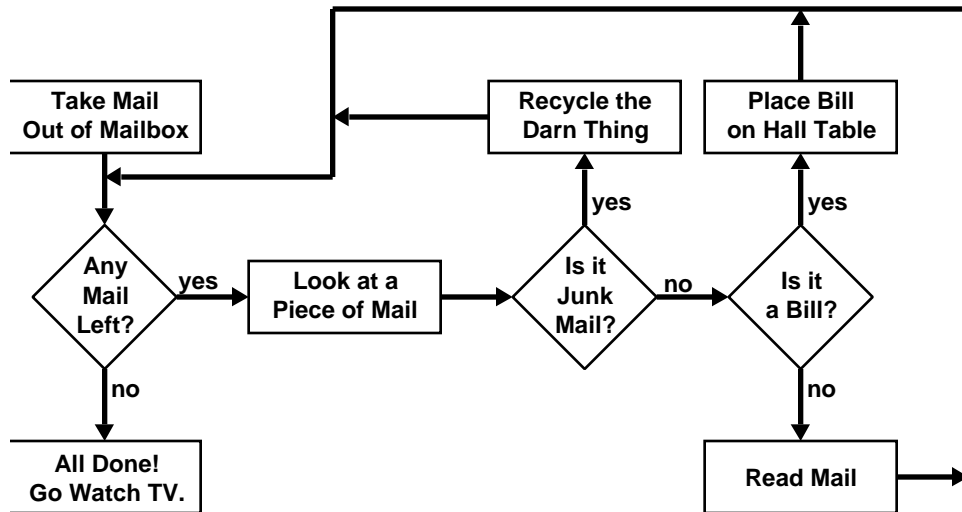 Take Mail
Out of Mailbox
Recycle the
Darn Thing
Place Bill
on Hall Table
yes
yes
Any
Mail
Left?
yes
Look at a
Piece of Mail
Is it
Junk
Mail?
no
Is it
a Bill?
no
no
All Done!
Go Watch TV.
Read Mail